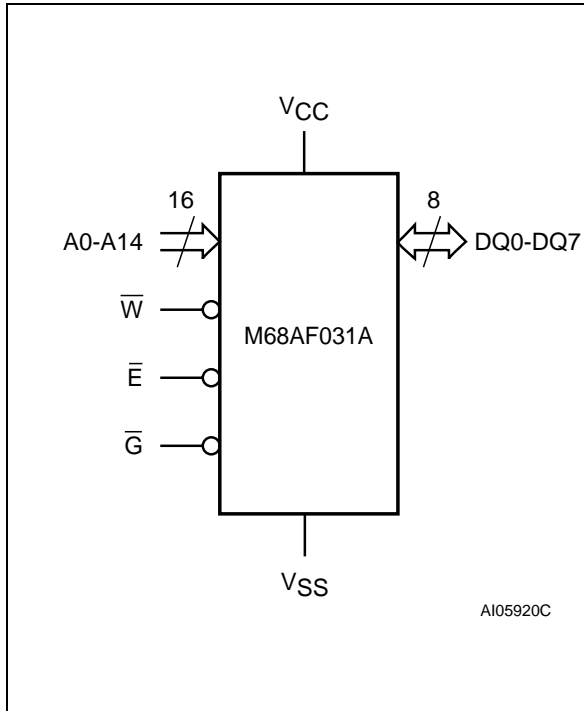 VCC
16
8
A0-A14
DQ0-DQ7
W̅
M68AF031A
E̅
G̅
VSS
AI05920C